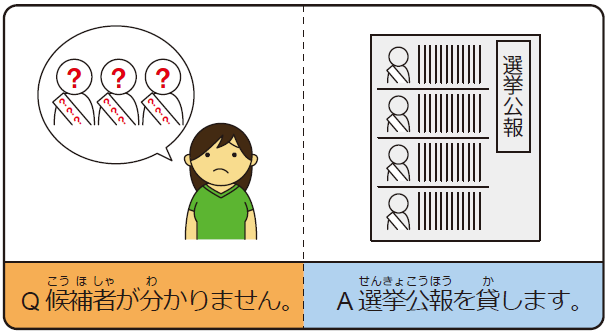 ? ? ?
? ? ?
? ? ?
? ? ?
選挙公報
こうほしゃ わ
Q 候補者が分かりません。
せんきょこうほう か
A 選挙公報を貸します。